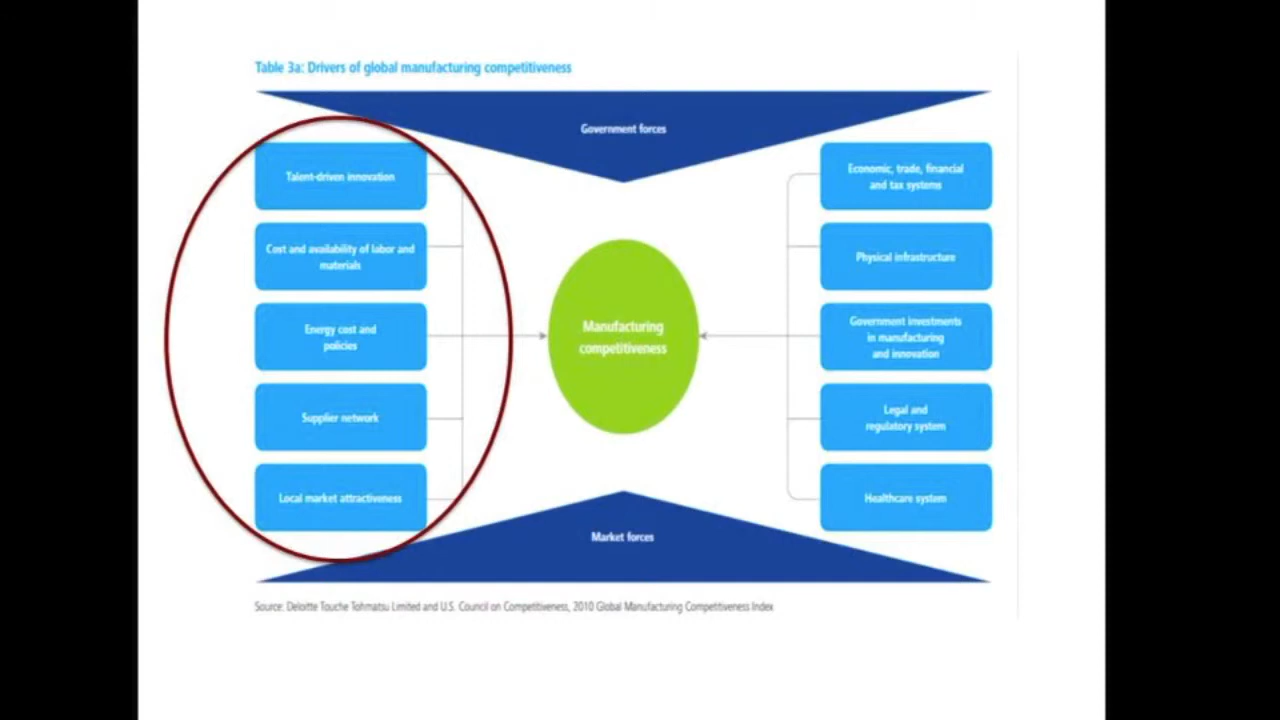 Table 3a: Drivers of global manufacturing competitiveness
Government forces
Talent-driven innovation
Cost and availability of labor and
materials
Energy cost and
policies
Supplier network
Local market attractiveness
Manufacturing
competitiveness
Economic, trade, financial
and tax systems
Physical infrastructure
Government investments
in manufacturing
and innovation
Legal and
regulatory system
Healthcare system
Market forces
Source: Deloitte Touche Tohmatsu Limited and U.S. Council on Competitiveness, 2010 Global Manufacturing Competitiveness Index